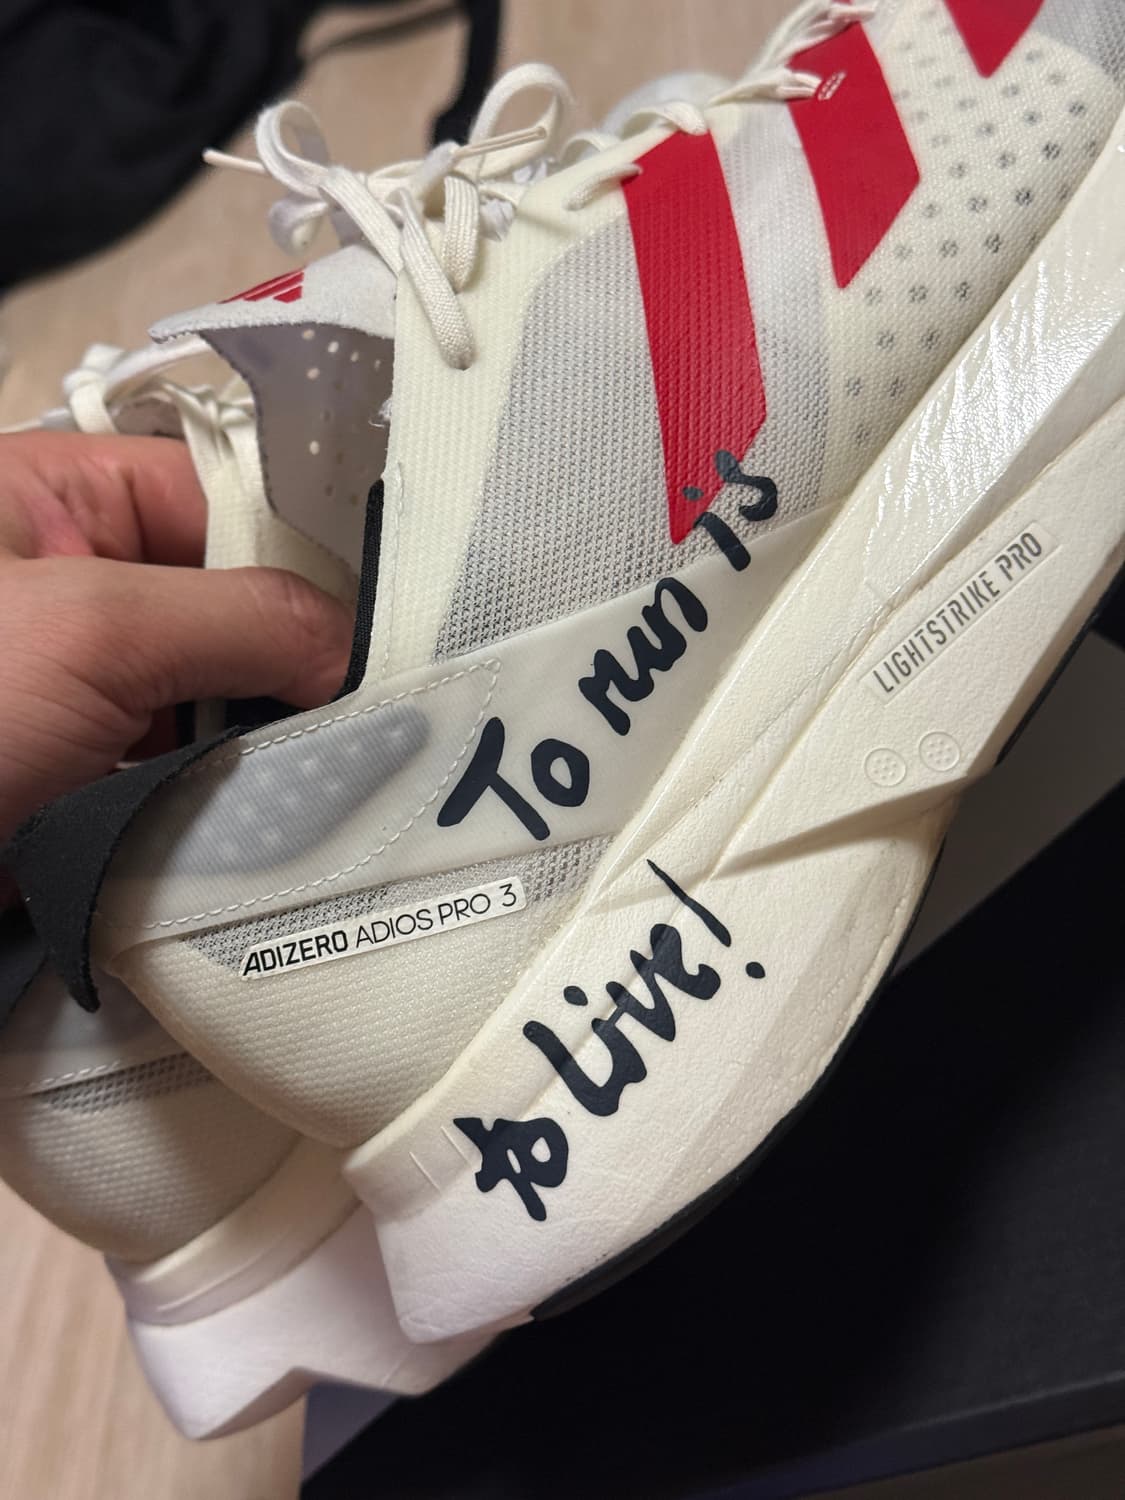 To run is
to Live!
ADIZERO ADIOS PRO 3
LIGHTSTRIKE PRO